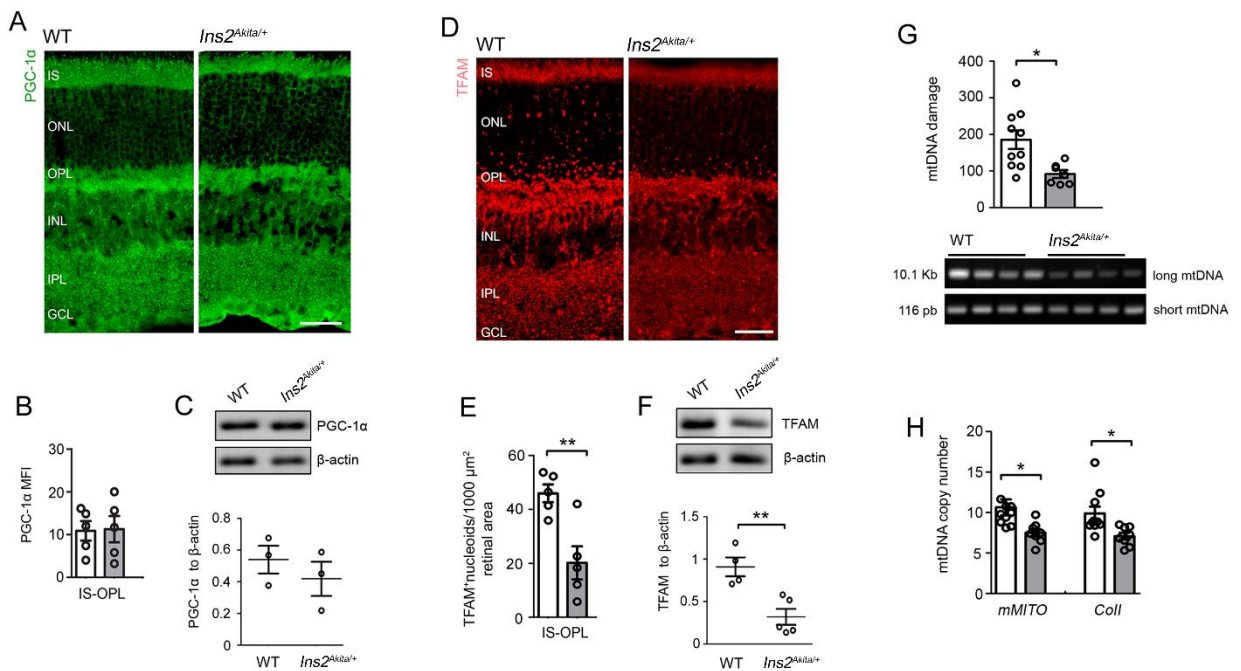 A
WT
Ins2Akita/+
PGC-1α
IS
ONL
OPL
INL
IPL
GCL
D
WT
Ins2Akita/+
TFAM
IS
ONL
OPL
INL
IPL
GCL
G
*
400
300
200
100
0
mtDNA damage
WT
Ins2Akita/+
10.1 Kb
long mtDNA
116 pb
short mtDNA
B
PGC-1α MFI
30
20
10
0
IS-OPL
C
WT
Ins2Akita/+
PGC-1α
β-actin
PGC-1α to β-actin
0.8
0.6
0.4
0.2
0
WT
Ins2Akita/+
E
**
TFAM+nucleoids/1000 µm2
retinal area
60
40
20
0
IS-OPL
F
WT
Ins2Akita/+
TFAM
β-actin
**
TFAM to β-actin
1.5
1
0.5
0
WT
Ins2Akita/+
H
mtDNA copy number
20
15
10
5
0
*
*
mMITO
ColI